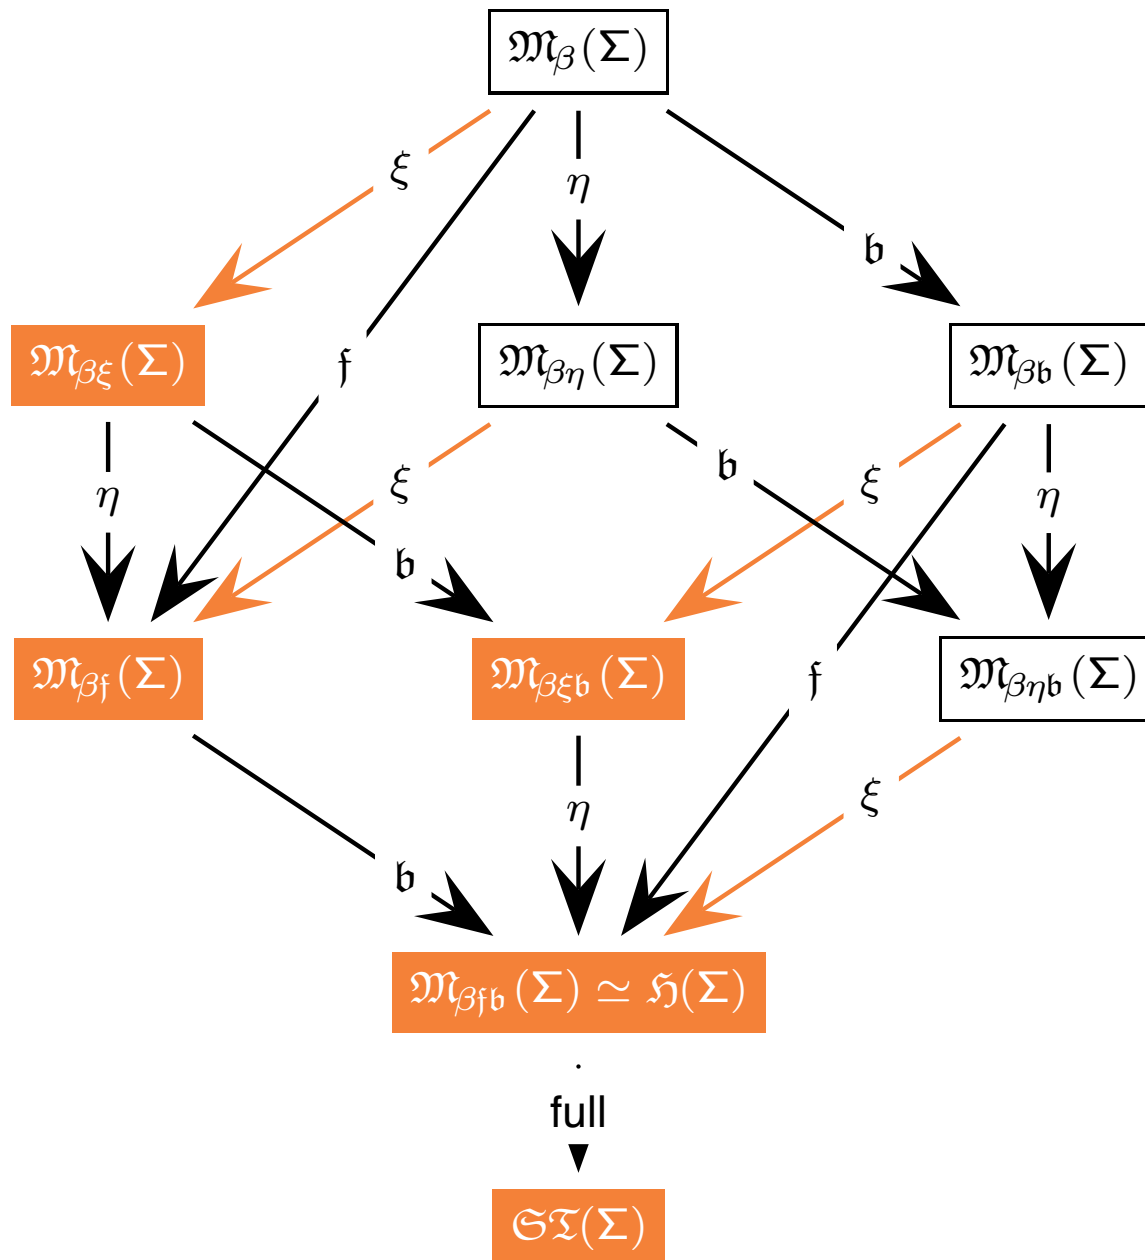 𝔐β(Σ)
ξ
η
𝔟
𝔐βξ(Σ) 𝔐βη(Σ) 𝔐β𝔟(Σ)
𝔣
η ξ 𝔟 ξ η
𝔟
𝔐β𝔣(Σ) 𝔐βξ𝔟(Σ) 𝔐βη𝔟(Σ)
𝔣
η ξ
𝔟
𝔐β𝔣𝔟(Σ) ≃ ℌ(Σ)
full
𝔖𝔗(Σ)